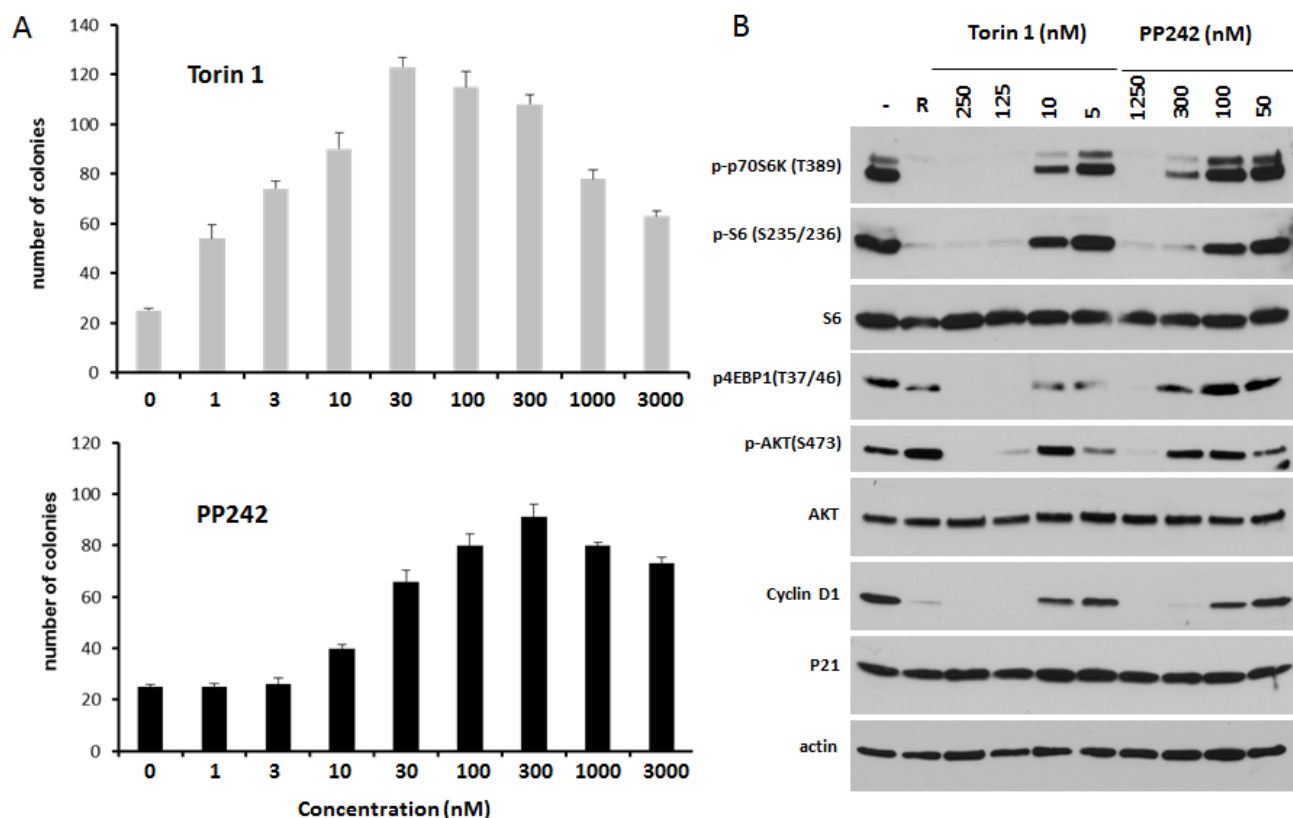 A
140
120
100
80
60
40
20
0
number of colonies
Torin 1
0 1 3 10 30 100 300 1000 3000
120
100
80
60
40
20
0
number of colonies
PP242
0 1 3 10 30 100 300 1000 3000
Concentration (nM)
B
Torin 1 (nM) PP242 (nM)
- R 250 125 10 5 1250 300 100 50
p-p70S6K (T389)
p-S6 (S235/236)
S6
p4EBP1(T37/46)
p-AKT(S473)
AKT
Cyclin D1
P21
actin